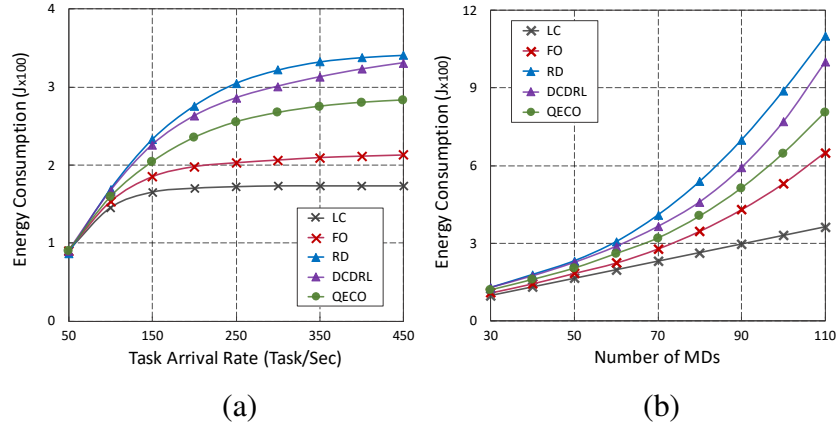 4
3
2
1
0
Energy Consumption (Jx100)
LC
FO
RD
DCDRL
QECO
50
150
250
350
450
Task Arrival Rate (Task/Sec)
(a)
12
9
6
3
0
Energy Consumption (Jx100)
LC
FO
RD
DCDRL
QECO
30
50
70
90
110
Number of MDs
(b)